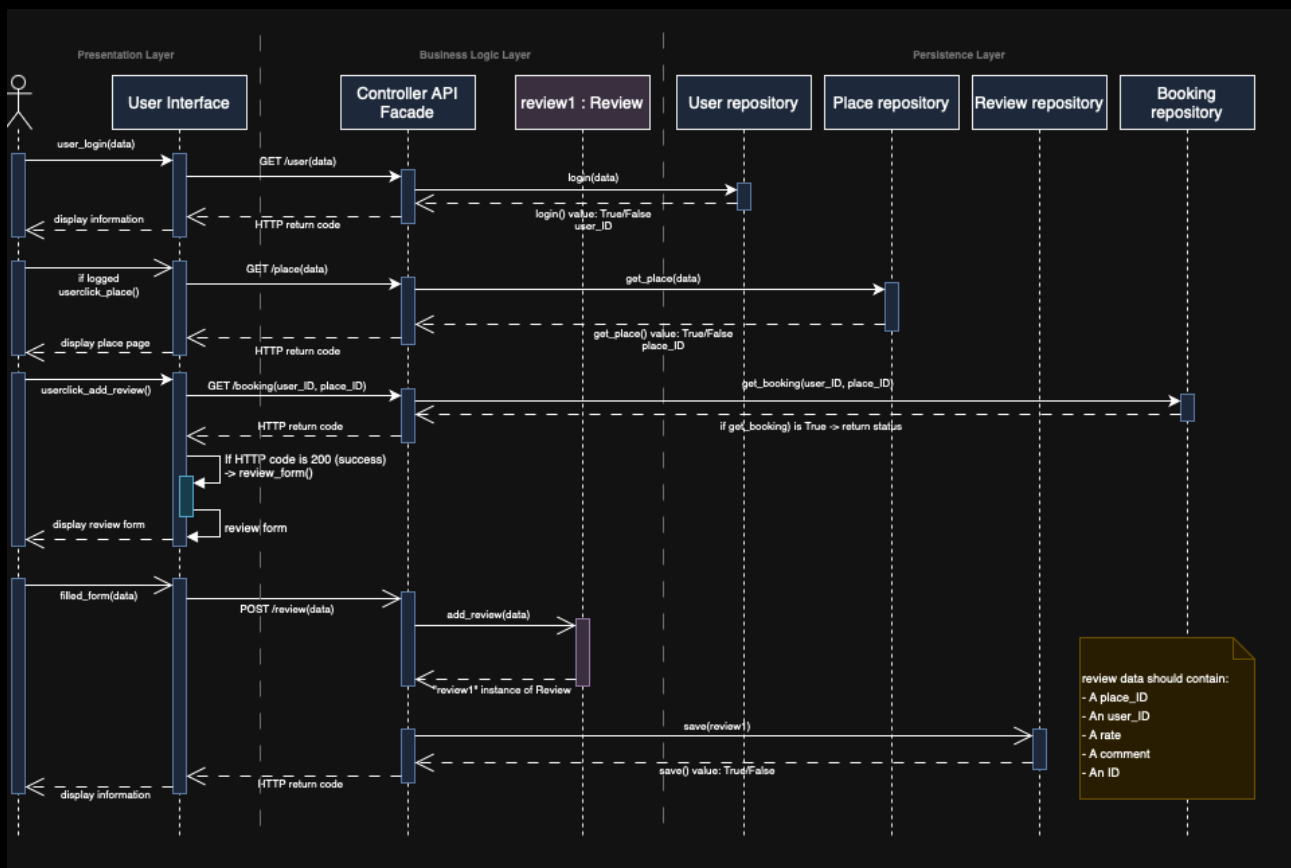 Presentation Layer
Business Logic Layer
Persistence Layer
User Interface
Controller API
Facade
review1 : Review
User repository
Place repository
Review repository
Booking
repository
user_login(data)
GET /user(data)
login(data)
login() value: True/False
user_ID
HTTP return code
display information
if logged
userclick_place()
GET /place(data)
get_place(data)
get_place() value: True/False
place_ID
HTTP return code
display place page
userclick_add_review()
GET /booking(user_ID, place_ID)
get_booking(user_ID, place_ID)
if get_booking) is True -> return status
HTTP return code
If HTTP code is 200 (success)
-> review_form()
review form
display review form
filled_form(data)
POST /review(data)
add_review(data)
"review1" instance of Review
save(review1)
save() value: True/False
HTTP return code
display information
review data should contain:
- A place_ID
- An user_ID
- A rate
- A comment
- An ID